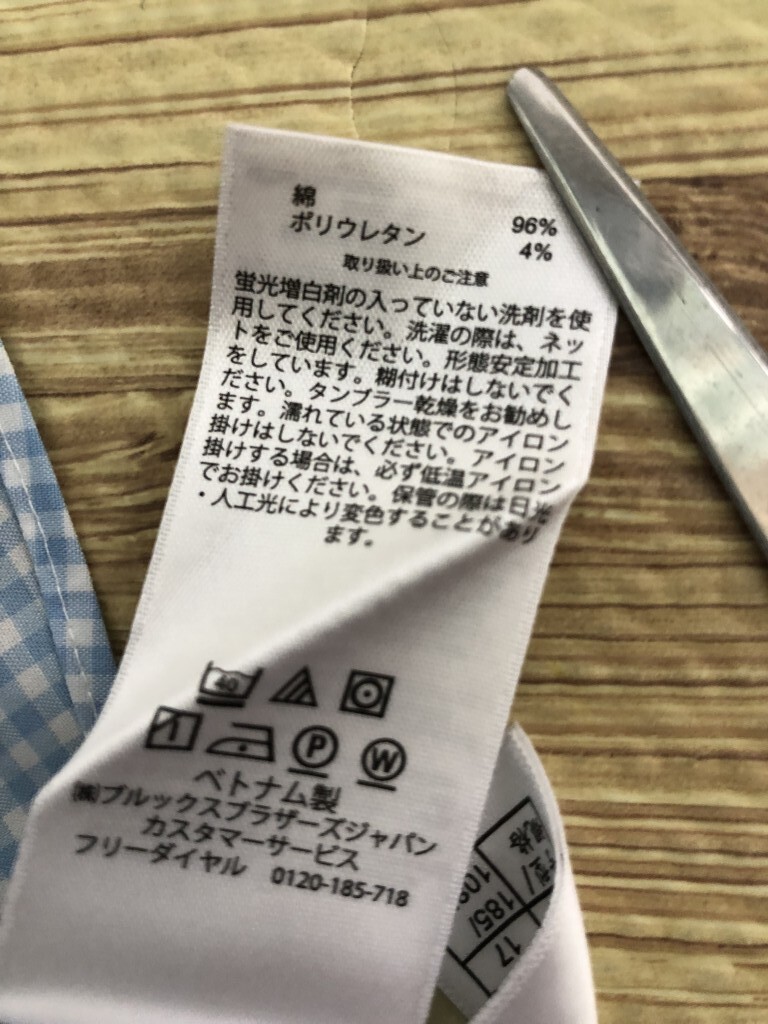 綿 96%
ポリウレタン 4%
取り扱い上のご注意
蛍光増白剤の入っていない洗剤を使
用してください。洗濯の際は、ネッ
トをご使用ください。形態安定加工
をしています。糊付けはしないでく
ださい。タンブラー乾燥をお勧めし
ます。濡れている状態でのアイロン
掛けはしないでください。アイロン
掛けする場合は、必ず低温アイロン
でお掛けください。保管の際は日光
・人工光により変色することがあり
ます。
40
P W
ベトナム製
㈱ブルックスブラザーズジャパン
カスタマーサービス
フリーダイヤル 0120-185-718
185/
17